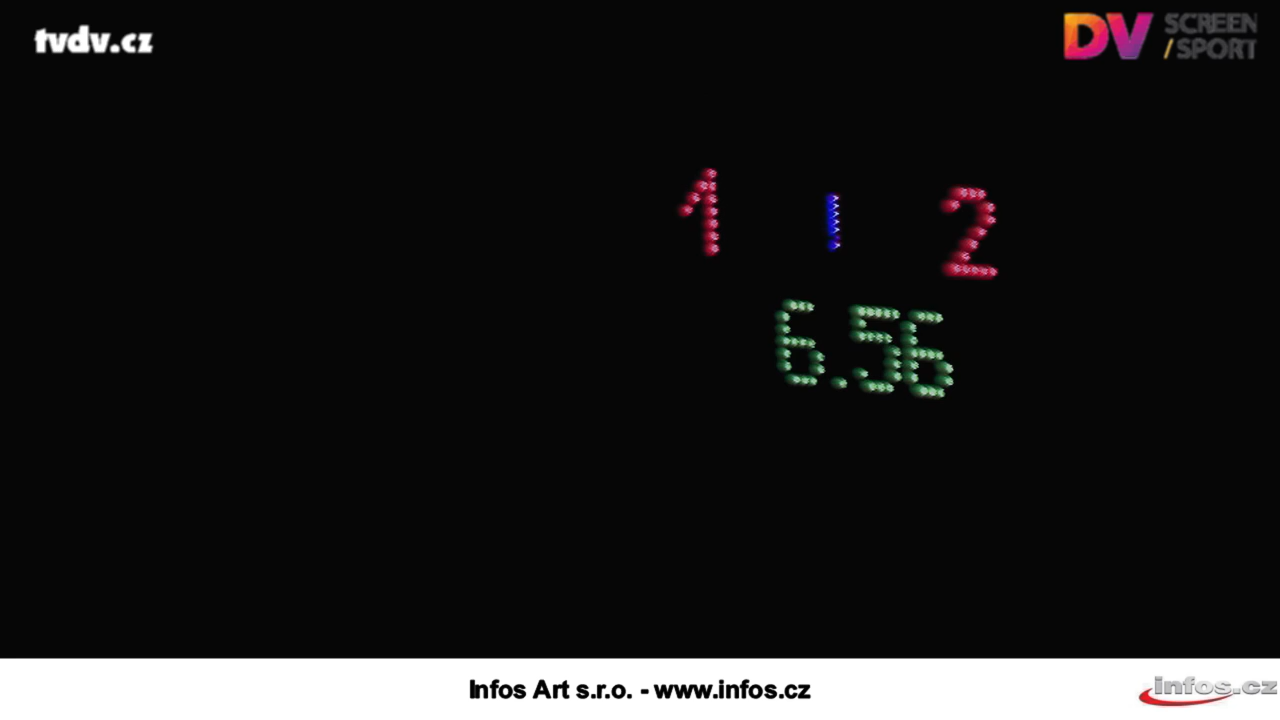 tvdv.cz
DV SCREEN
/SPORT
1 I 2
6.56
Infos Art s.r.o. - www.infos.cz
infos.cz